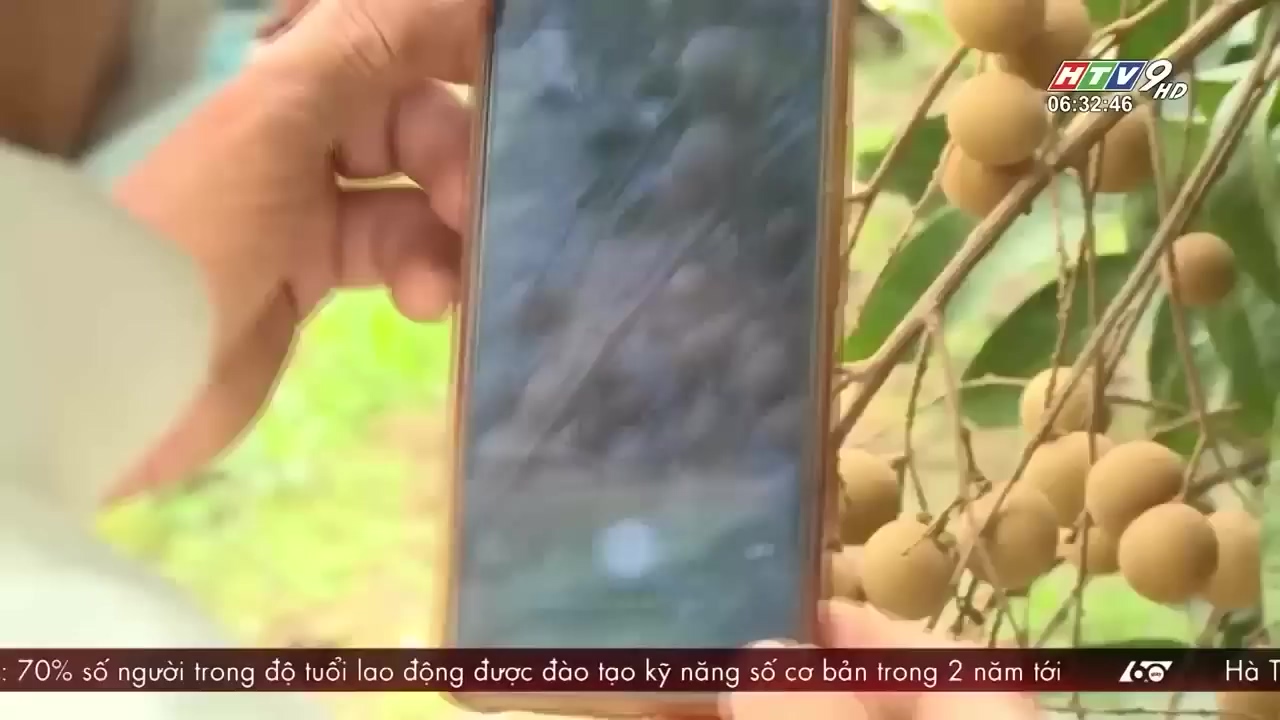 HTV9 HD
06:32:46
: 70% số người trong độ tuổi lao động được đào tạo kỹ năng số cơ bản trong 2 năm tới 60 Hà T